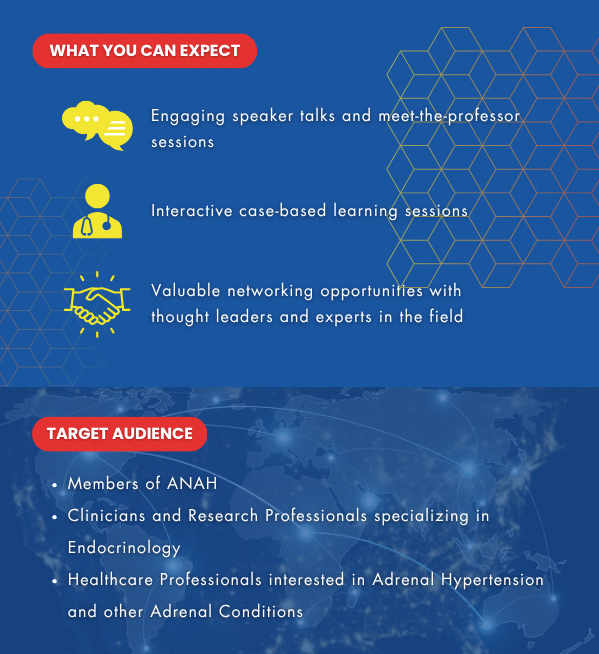 WHAT YOU CAN EXPECT
Engaging speaker talks and meet-the-professor
sessions
Interactive case-based learning sessions
Valuable networking opportunities with
thought leaders and experts in the field
TARGET AUDIENCE
• Members of ANAH
• Clinicians and Research Professionals specializing in
Endocrinology
• Healthcare Professionals interested in Adrenal Hypertension
and other Adrenal Conditions